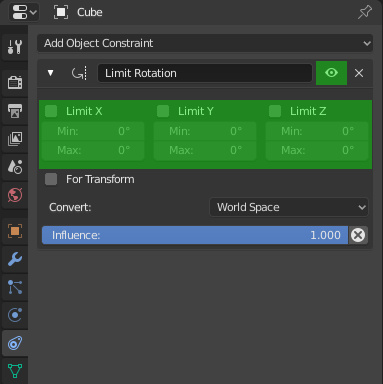 Cube
Add Object Constraint
Limit Rotation
Limit X Limit Y Limit Z
Min: 0° Min: 0° Min: 0°
Max: 0° Max: 0° Max: 0°
For Transform
Convert: World Space
Influence: 1.000